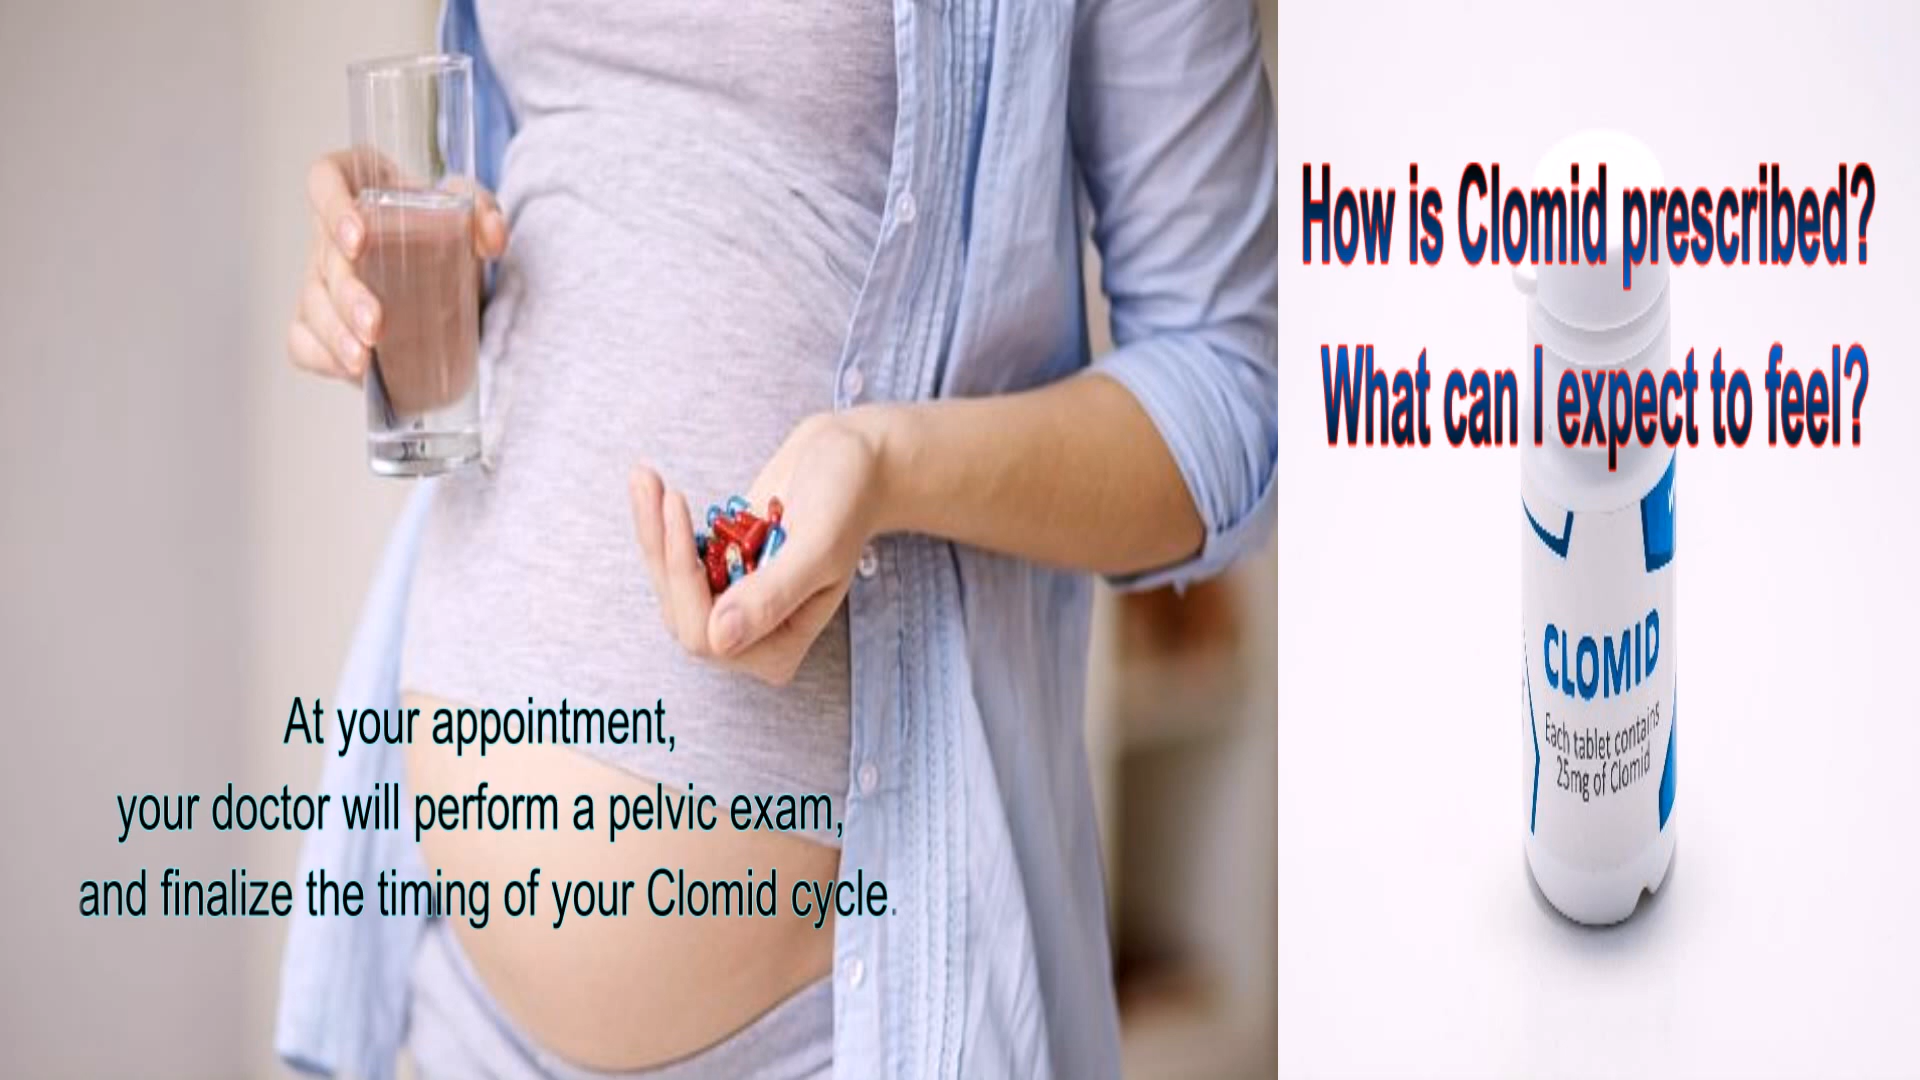 How is Clomid prescribed?
What can I expect to feel?
CLOMID
Each tablet contains
25mg of Clomid
At your appointment,
your doctor will perform a pelvic exam,
and finalize the timing of your Clomid cycle.